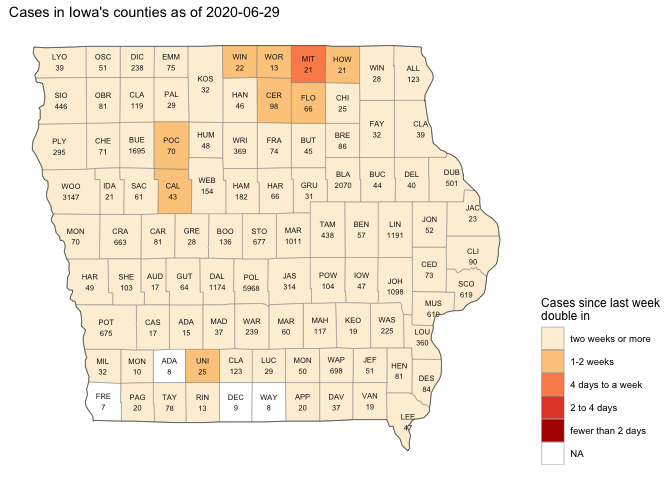 Cases in Iowa's counties as of 2020-06-29
LYO OSC DIC EMM WIN WOR MIT HOW WIN ALL
39 51 238 75 22 13 21 21 28 123
KOS
32
SIO OBR CLA PAL HAN CER FLO CHI
446 81 119 29 46 98 66 25
FAY CLA
32 39
PLY CHE BUE POC HUM WRI FRA BUT BRE
295 71 1695 70 48 369 74 45 86
BLA BUC DEL DUB
2070 44 40 501
WOO IDA SAC CAL WEB HAM HAR GRU
3147 21 61 43 154 182 66 31
JAC
23
MON CRA CAR GRE BOO STO MAR TAM BEN LIN JON
70 663 81 28 136 677 1011 438 57 1191 52
CLI
90
CED
73
HAR SHE AUD GUT DAL POL JAS POW IOW JOH SCO
49 103 17 64 1174 5968 314 104 47 1098 619
MUS
618
POT CAS ADA MAD WAR MAR MAH KEO WAS LOU
675 17 15 37 239 60 117 19 225 360
MIL MON ADA UNI CLA LUC MON WAP JEF HEN
32 10 8 25 123 29 50 698 51 81
DES
84
FRE PAG TAY RIN DEC WAY APP DAV VAN
7 20 78 13 9 8 20 37 19
LEE
47
Cases since last week
double in
two weeks or more
1-2 weeks
4 days to a week
2 to 4 days
fewer than 2 days
NA